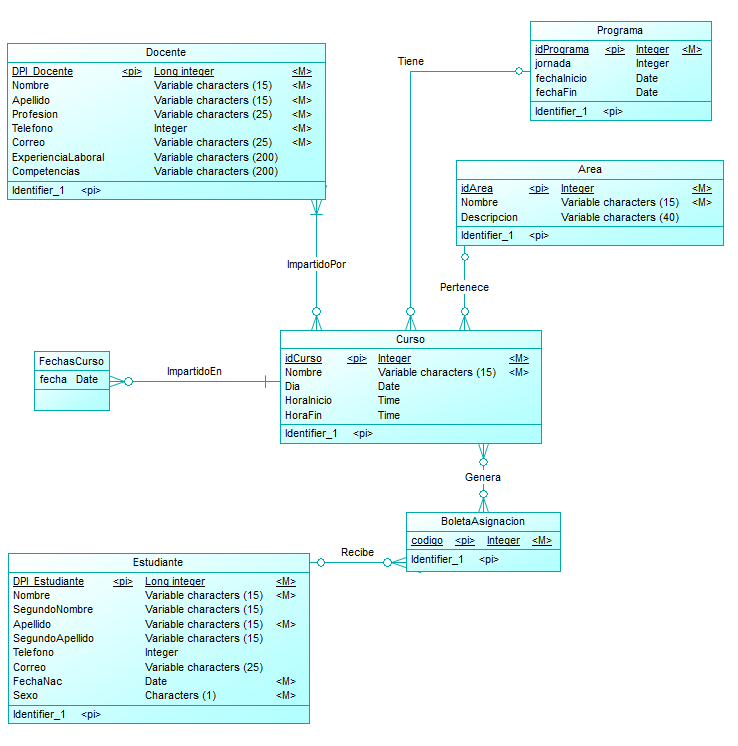 Programa
idPrograma <pi> Integer <M>
jornada Integer
fechaInicio Date
fechaFin Date
Identifier_1 <pi>
Docente
DPI_Docente <pi> Long integer <M>
Nombre Variable characters (15) <M>
Apellido Variable characters (15) <M>
Profesion Variable characters (25) <M>
Telefono Integer <M>
Correo Variable characters (25) <M>
ExperienciaLaboral Variable characters (200)
Competencias Variable characters (200)
Identifier_1 <pi>
Tiene
Area
idArea <pi> Integer <M>
Nombre Variable characters (15) <M>
Descripcion Variable characters (40)
Identifier_1 <pi>
ImpartidoPor
Pertenece
Curso
idCurso <pi> Integer <M>
Nombre Variable characters (15) <M>
Dia Date
HoraInicio Time
HoraFin Time
Identifier_1 <pi>
FechasCurso
fecha Date
ImpartidoEn
Genera
BoletaAsignacion
codigo <pi> Integer <M>
Identifier_1 <pi>
Recibe
Estudiante
DPI_Estudiante <pi> Long integer <M>
Nombre Variable characters (15) <M>
SegundoNombre Variable characters (15)
Apellido Variable characters (15) <M>
SegundoApellido Variable characters (15)
Telefono Integer
Correo Variable characters (25)
FechaNac Date <M>
Sexo Characters (1) <M>
Identifier_1 <pi>